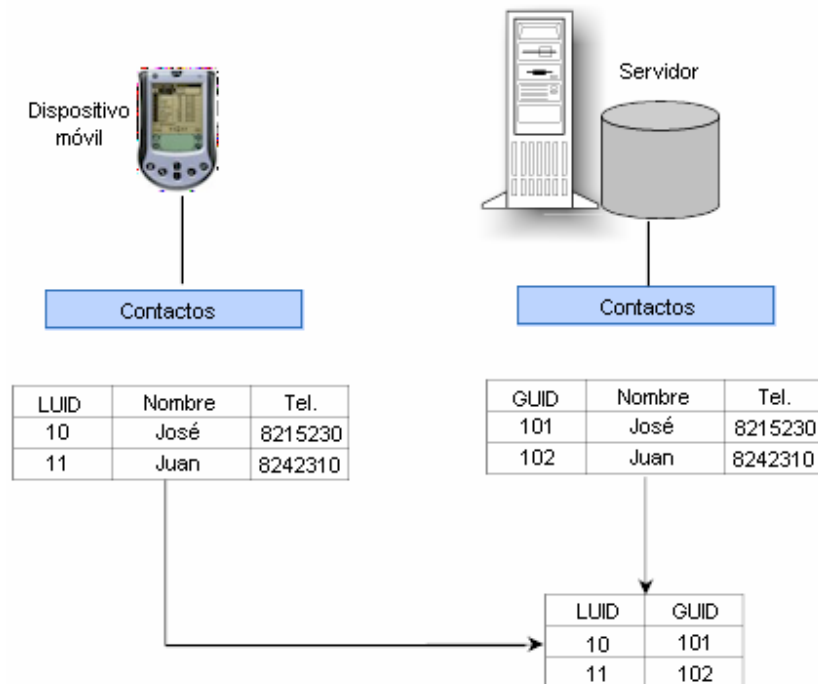 Dispositivo
móvil
Servidor
Contactos
Contactos
LUID Nombre Tel.
10 José 8215230
11 Juan 8242310
GUID Nombre Tel.
101 José 8215230
102 Juan 8242310
LUID GUID
10 101
11 102